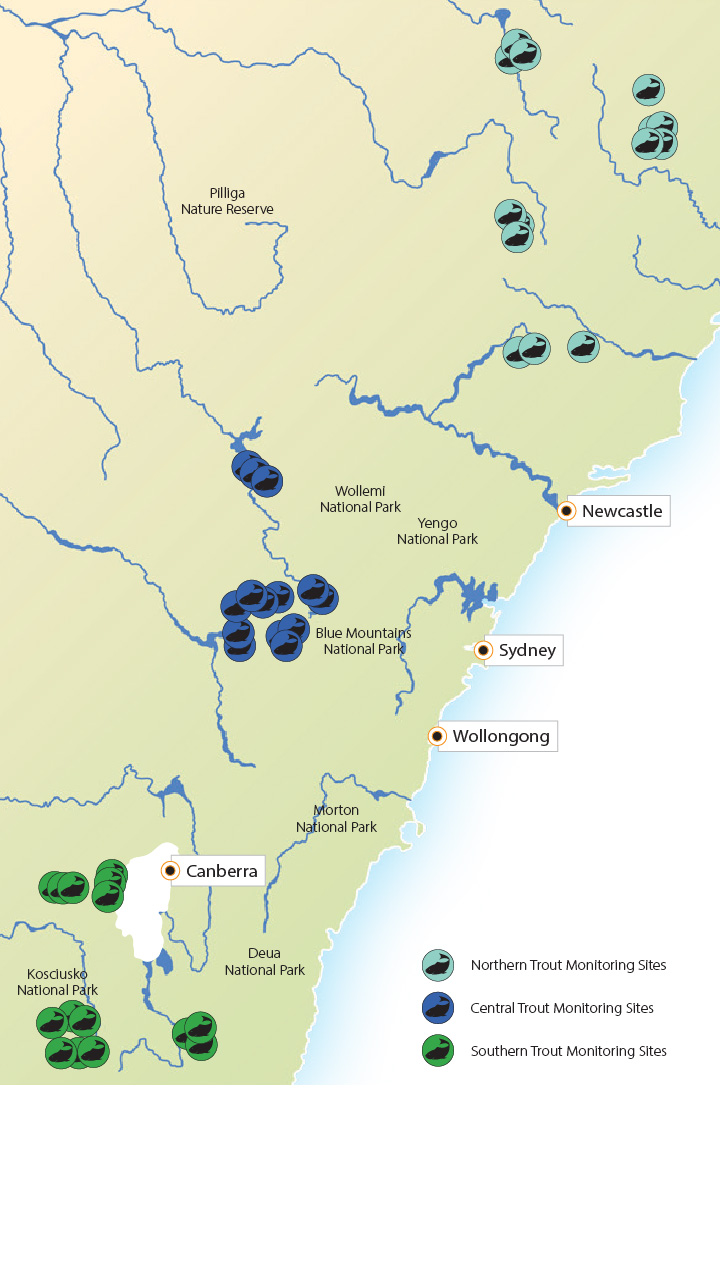 Pilliga
Nature Reserve
Wollemi
National Park
Yengo
National Park
Newcastle
Blue Mountains
National Park
Sydney
Wollongong
Morton
National Park
Canberra
Deua
National Park
Kosciusko
National Park
Northern Trout Monitoring Sites
Central Trout Monitoring Sites
Southern Trout Monitoring Sites